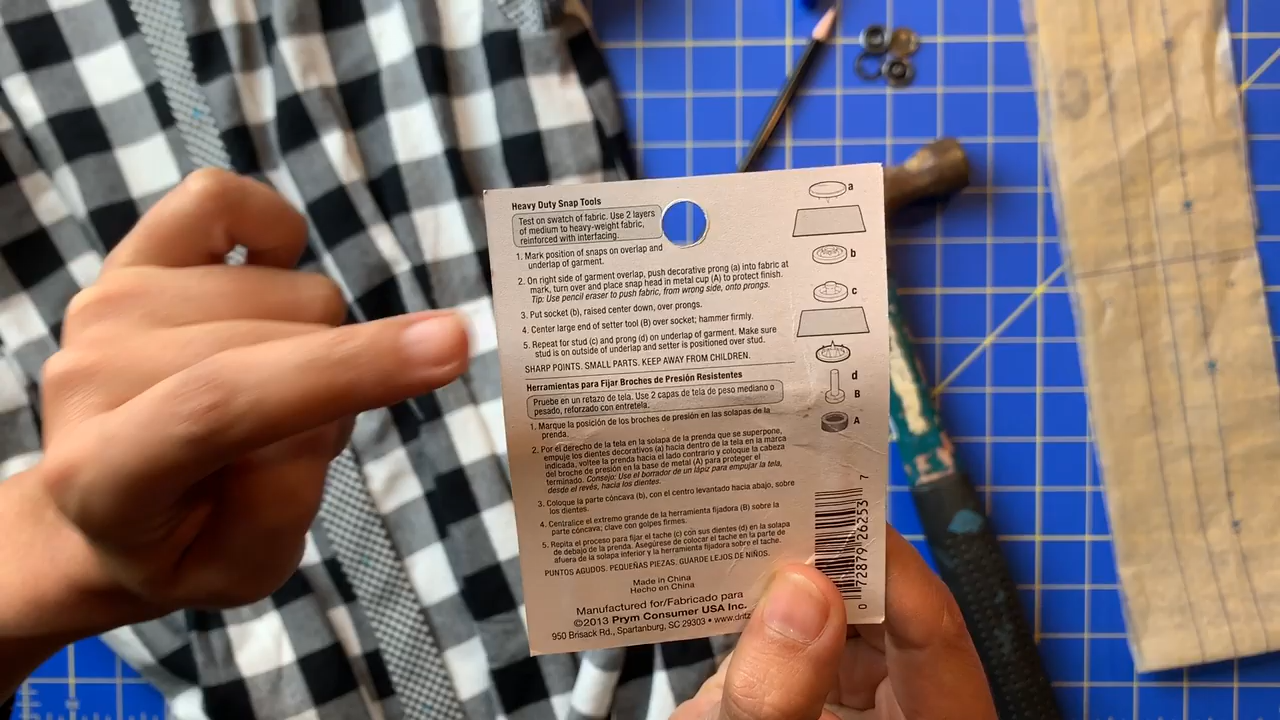 Heavy Duty Snap Tools
Test on swatch of fabric. Use 2 layers
of medium to heavy-weight fabric,
reinforced with interfacing.
1. Mark position of snaps on overlap and
underlap of garment.
2. On right side of garment overlap, push decorative prong (a) into fabric at
mark, turn over and place snap head in metal cup (A) to protect finish.
Tip: Use pencil eraser to push fabric, from wrong side, onto prongs.
3. Put socket (b), raised center down, over prongs.
4. Center large end of setter tool (B) over socket; hammer firmly.
5. Repeat for stud (c) and prong (d) on underlap of garment. Make sure
stud is on outside of underlap and setter is positioned over stud.
SHARP POINTS. SMALL PARTS. KEEP AWAY FROM CHILDREN.
Herramientas para Fijar Broches de Presión Resistentes
Pruebe en un retazo de tela. Use 2 capas de tela de peso mediano o
pesado, reforzado con entretela.
1. Marque la posición de los broches de presión en las solapas de la
prenda.
2. Por el derecho de la tela en la solapa de la prenda que se superpone,
empuje los dientes decorativos (a) hacia dentro de la tela en la marca
indicada, voltee la prenda hacia el lado contrario y coloque la cabeza
del broche de presión en la base de metal (A) para proteger el
terminado. Consejo: Use el borrador de un lápiz para empujar la tela,
desde el revés, hacia los dientes.
3. Coloque la parte cóncava (b), con el centro levantado hacia abajo, sobre
los dientes.
4. Centralice el extremo grande de la herramienta fijadora (B) sobre la
parte cóncava; clave con golpes firmes.
5. Repita el proceso para fijar el tache (c) con sus dientes (d) en la solapa
de debajo de la prenda. Asegúrese de colocar el tache en la parte de
afuera de la solapa inferior y la herramienta fijadora sobre el tache.
PUNTOS AGUDOS. PEQUEÑAS PIEZAS. GUARDE LEJOS DE NIÑOS.
Made in China
Hecho en China
Manufactured for/Fabricado para
©2013 Prym Consumer USA Inc.
950 Brisack Rd., Spartanburg, SC 29303 • www.dritz
a
b
c
d
B
A
0 72879 26253 7